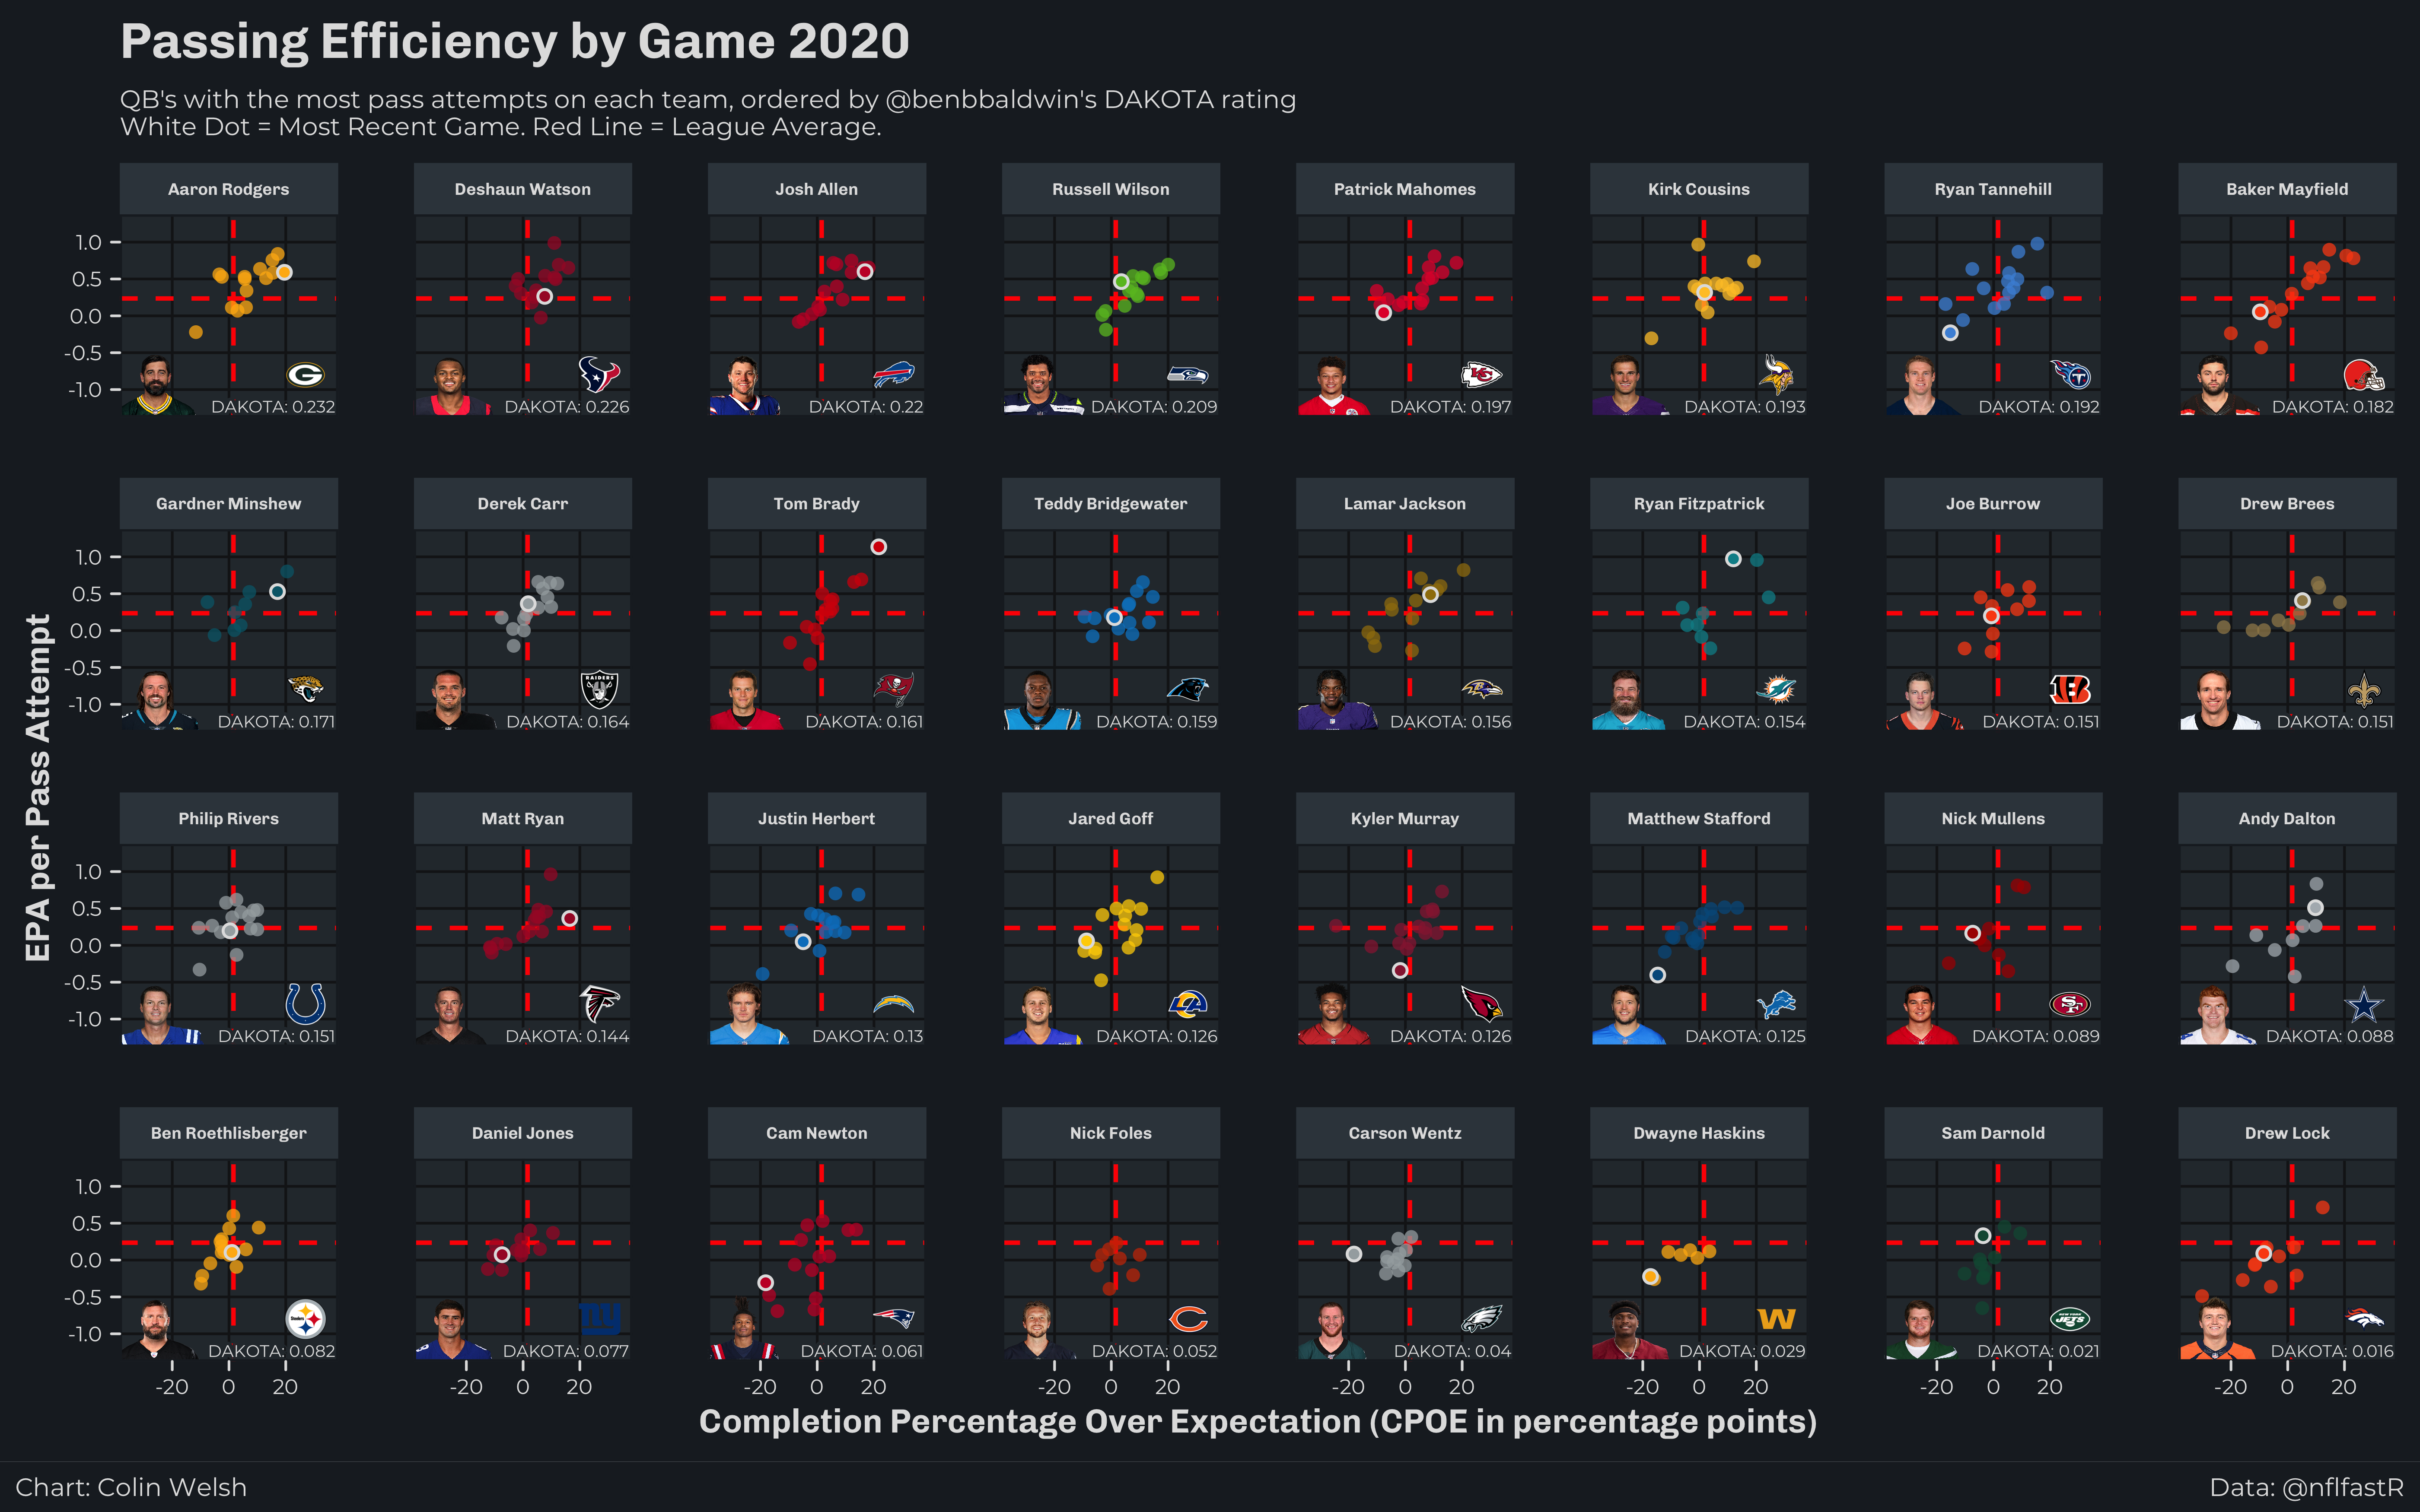 Passing Efficiency by Game 2020
QB's with the most pass attempts on each team, ordered by @benbbaldwin's DAKOTA rating
White Dot = Most Recent Game. Red Line = League Average.
Aaron Rodgers
Deshaun Watson
Josh Allen
Russell Wilson
Patrick Mahomes
Kirk Cousins
Ryan Tannehill
Baker Mayfield
1.0
0.5
0.0
-0.5
-1.0
DAKOTA: 0.232
DAKOTA: 0.226
DAKOTA: 0.22
DAKOTA: 0.209
DAKOTA: 0.197
DAKOTA: 0.193
DAKOTA: 0.192
DAKOTA: 0.182
Gardner Minshew
Derek Carr
Tom Brady
Teddy Bridgewater
Lamar Jackson
Ryan Fitzpatrick
Joe Burrow
Drew Brees
1.0
0.5
0.0
-0.5
-1.0
RAIDERS
DAKOTA: 0.171
DAKOTA: 0.164
DAKOTA: 0.161
DAKOTA: 0.159
DAKOTA: 0.156
DAKOTA: 0.154
DAKOTA: 0.151
DAKOTA: 0.151
EPA per Pass Attempt
Philip Rivers
Matt Ryan
Justin Herbert
Jared Goff
Kyler Murray
Matthew Stafford
Nick Mullens
Andy Dalton
1.0
0.5
0.0
-0.5
-1.0
DAKOTA: 0.151
DAKOTA: 0.144
DAKOTA: 0.13
DAKOTA: 0.126
DAKOTA: 0.126
DAKOTA: 0.125
DAKOTA: 0.089
DAKOTA: 0.088
Ben Roethlisberger
Daniel Jones
Cam Newton
Nick Foles
Carson Wentz
Dwayne Haskins
Sam Darnold
Drew Lock
1.0
0.5
0.0
-0.5
-1.0
Steelers
ny
W
NEW YORK
JETS
DAKOTA: 0.082
DAKOTA: 0.077
DAKOTA: 0.061
DAKOTA: 0.052
DAKOTA: 0.04
DAKOTA: 0.029
DAKOTA: 0.021
DAKOTA: 0.016
-20 0 20
-20 0 20
-20 0 20
-20 0 20
-20 0 20
-20 0 20
-20 0 20
-20 0 20
Completion Percentage Over Expectation (CPOE in percentage points)
Chart: Colin Welsh
Data: @nflfastR